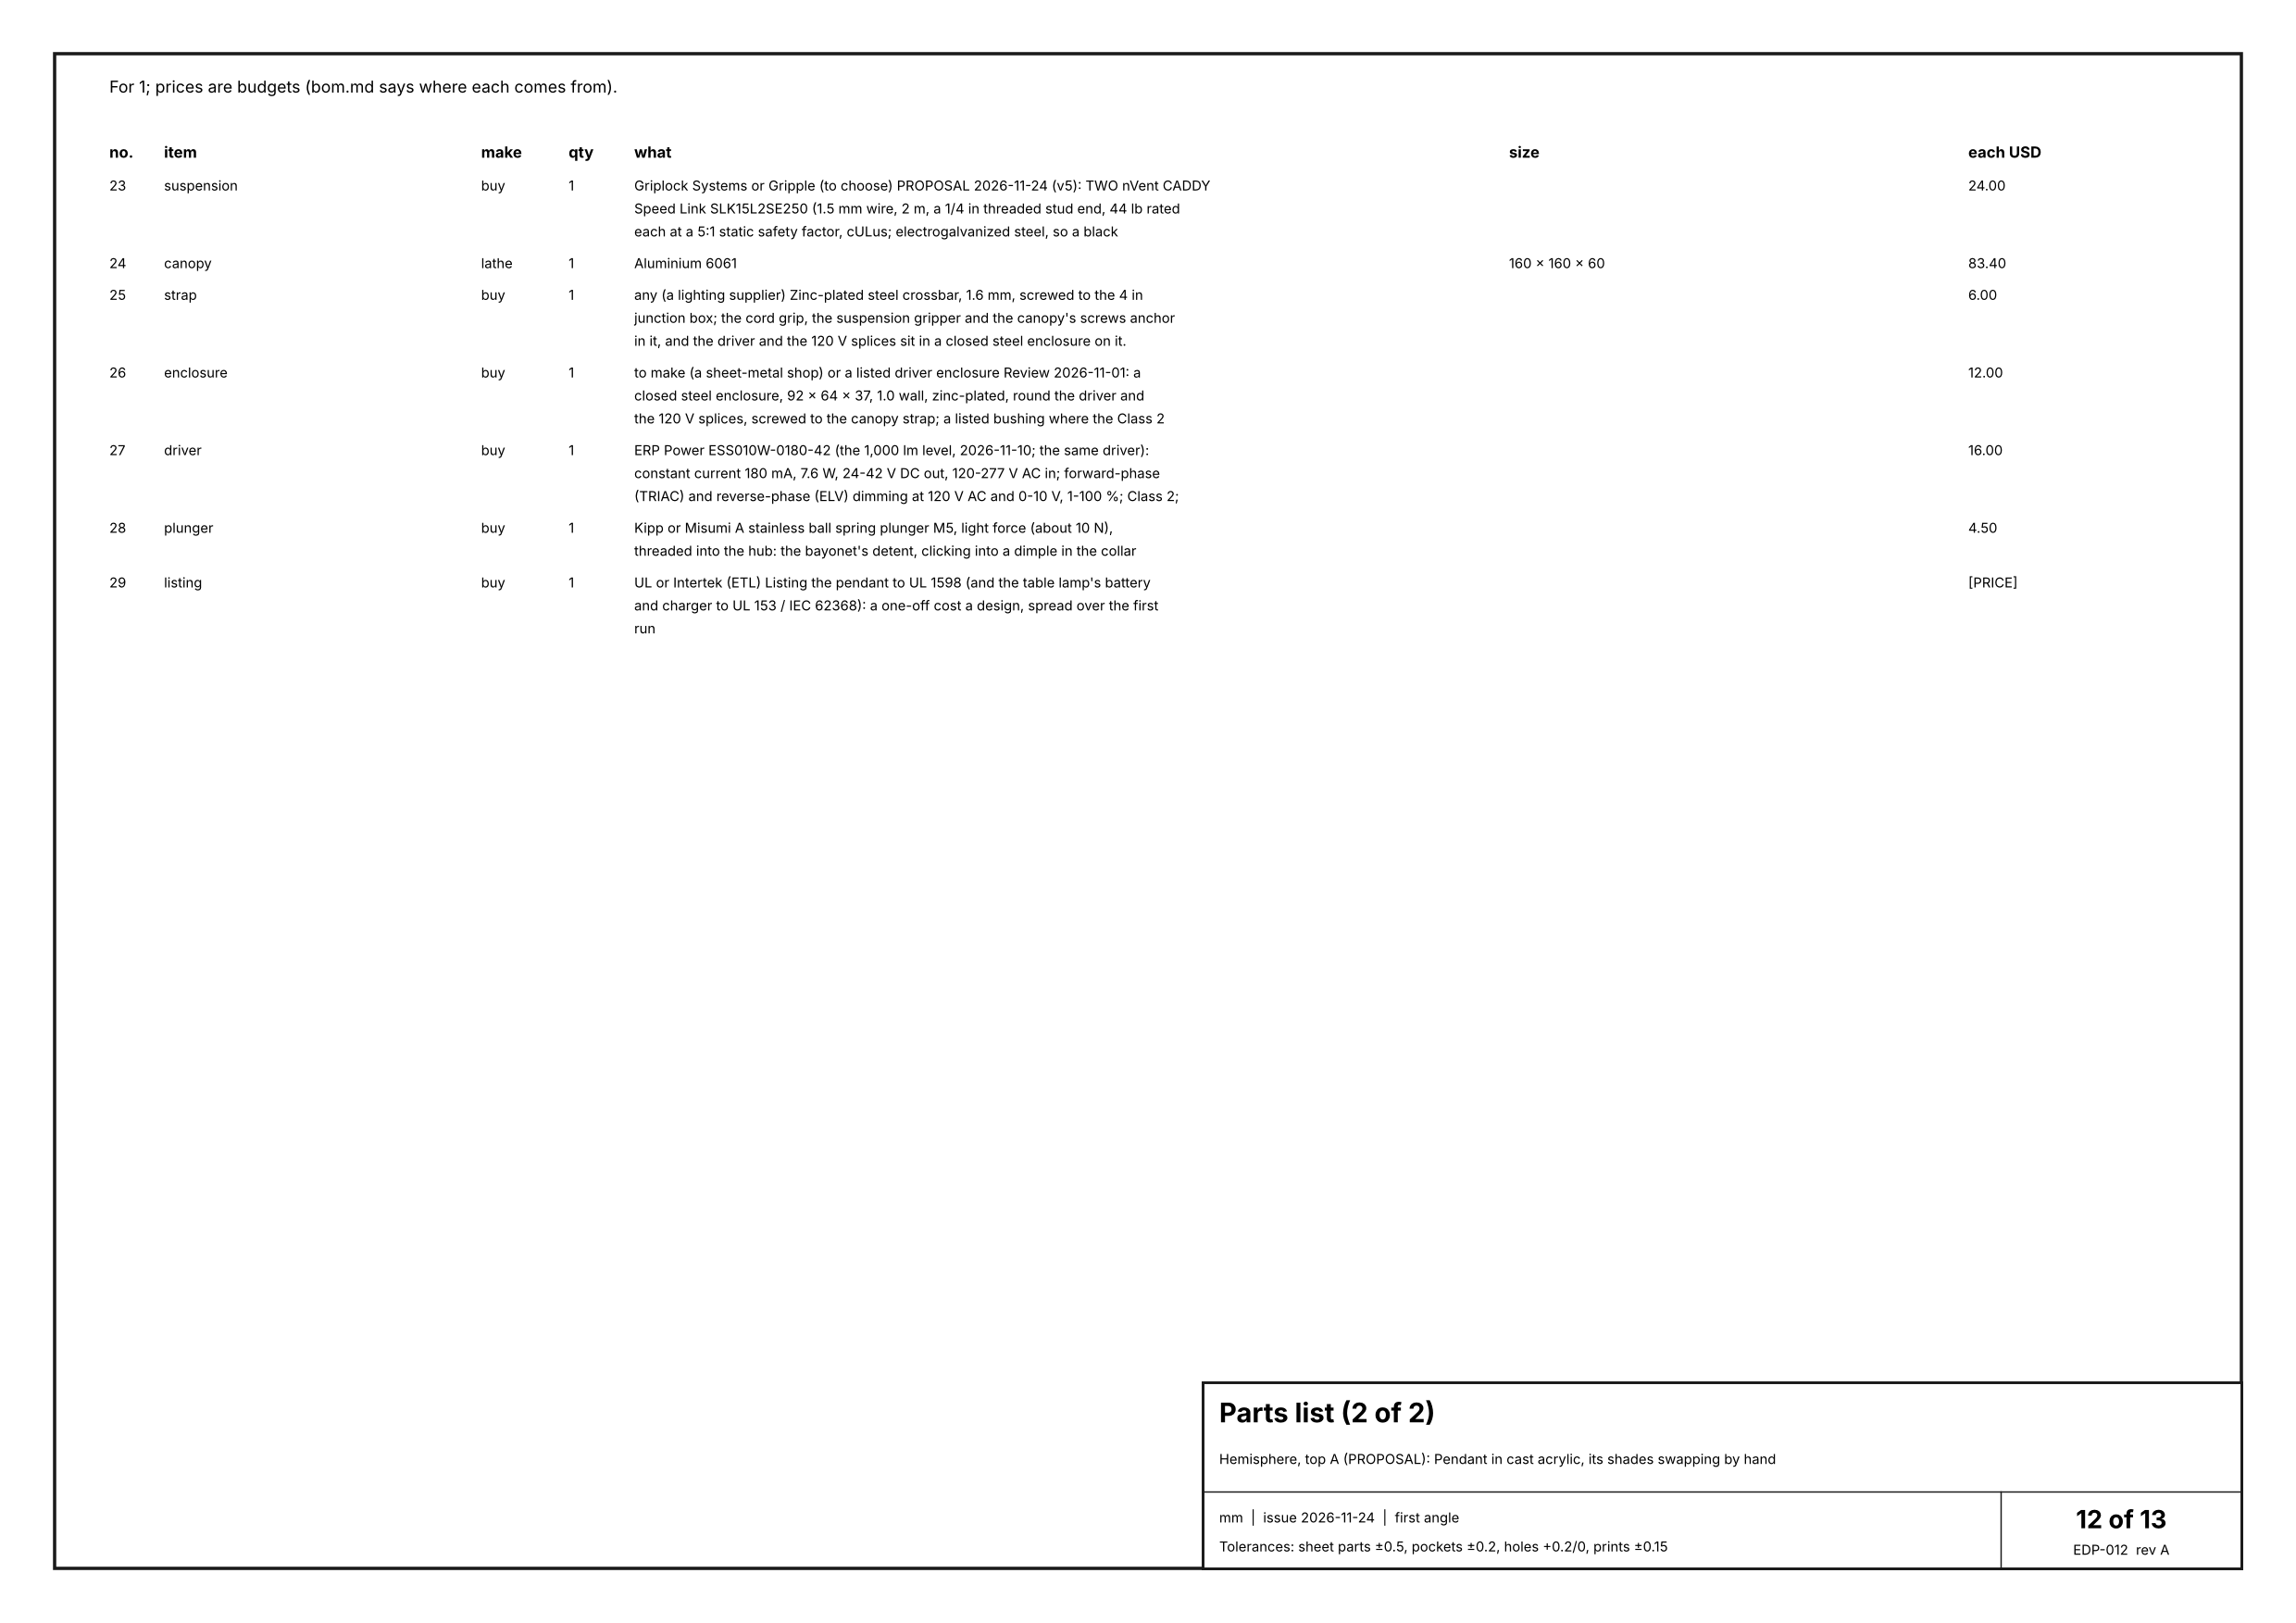 For 1; prices are budgets (bom.md says where each comes from).
no. item make qty what size each USD
23 suspension buy 1 Griplock Systems or Gripple (to choose) PROPOSAL 2026-11-24 (v5): TWO nVent CADDY 24.00
Speed Link SLK15L2SE250 (1.5 mm wire, 2 m, a 1/4 in threaded stud end, 44 lb rated
each at a 5:1 static safety factor, cULus; electrogalvanized steel, so a black
24 canopy lathe 1 Aluminium 6061 160 × 160 × 60 83.40
25 strap buy 1 any (a lighting supplier) Zinc-plated steel crossbar, 1.6 mm, screwed to the 4 in 6.00
junction box; the cord grip, the suspension gripper and the canopy's screws anchor
in it, and the driver and the 120 V splices sit in a closed steel enclosure on it.
26 enclosure buy 1 to make (a sheet-metal shop) or a listed driver enclosure Review 2026-11-01: a 12.00
closed steel enclosure, 92 × 64 × 37, 1.0 wall, zinc-plated, round the driver and
the 120 V splices, screwed to the canopy strap; a listed bushing where the Class 2
27 driver buy 1 ERP Power ESS010W-0180-42 (the 1,000 lm level, 2026-11-10; the same driver): 16.00
constant current 180 mA, 7.6 W, 24-42 V DC out, 120-277 V AC in; forward-phase
(TRIAC) and reverse-phase (ELV) dimming at 120 V AC and 0-10 V, 1-100 %; Class 2;
28 plunger buy 1 Kipp or Misumi A stainless ball spring plunger M5, light force (about 10 N), 4.50
threaded into the hub: the bayonet's detent, clicking into a dimple in the collar
29 listing buy 1 UL or Intertek (ETL) Listing the pendant to UL 1598 (and the table lamp's battery [PRICE]
and charger to UL 153 / IEC 62368): a one-off cost a design, spread over the first
run
Parts list (2 of 2)
Hemisphere, top A (PROPOSAL): Pendant in cast acrylic, its shades swapping by hand
mm | issue 2026-11-24 | first angle
Tolerances: sheet parts ±0.5, pockets ±0.2, holes +0.2/0, prints ±0.15
12 of 13
EDP-012 rev A